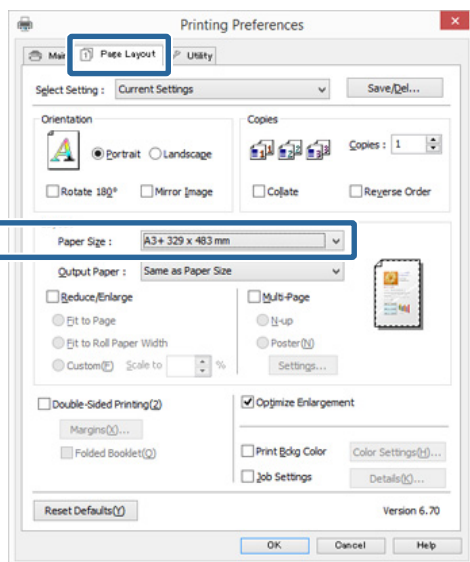 Printing Preferences
Main Page Layout Utility
Select Setting : Current Settings Save/Del...
Orientation Copies
Portrait Landscape Copies : 1
Rotate 180° Mirror Image Collate Reverse Order
Paper Size : A3+ 329 x 483 mm
Output Paper : Same as Paper Size
Reduce/Enlarge Multi-Page
Fit to Page N-up
Fit to Roll Paper Width Poster(N)
Custom(F) Scale to % Settings...
Double-Sided Printing(2) Optimize Enlargement
Margins(X)...
Folded Booklet(Q) Print Bckg Color Color Settings(H)...
Job Settings Details(K)...
Reset Defaults(Y) Version 6.70
OK Cancel Help